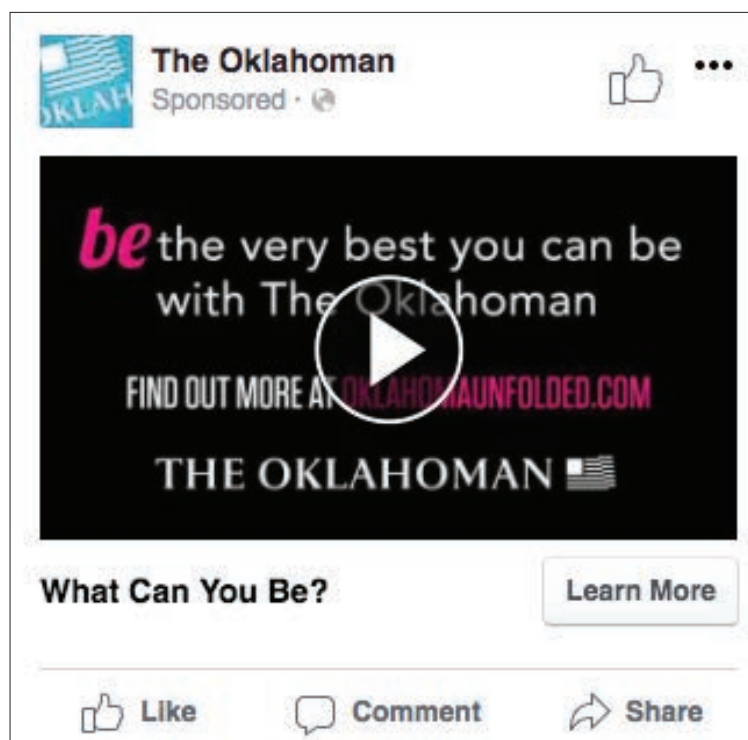 The Oklahoman
Sponsored ·
OKLAH
be the very best you can be
with The Oklahoman
FIND OUT MORE AT OKLAHOMAUNFOLDED.COM
THE OKLAHOMAN
What Can You Be?
Learn More
Like Comment Share